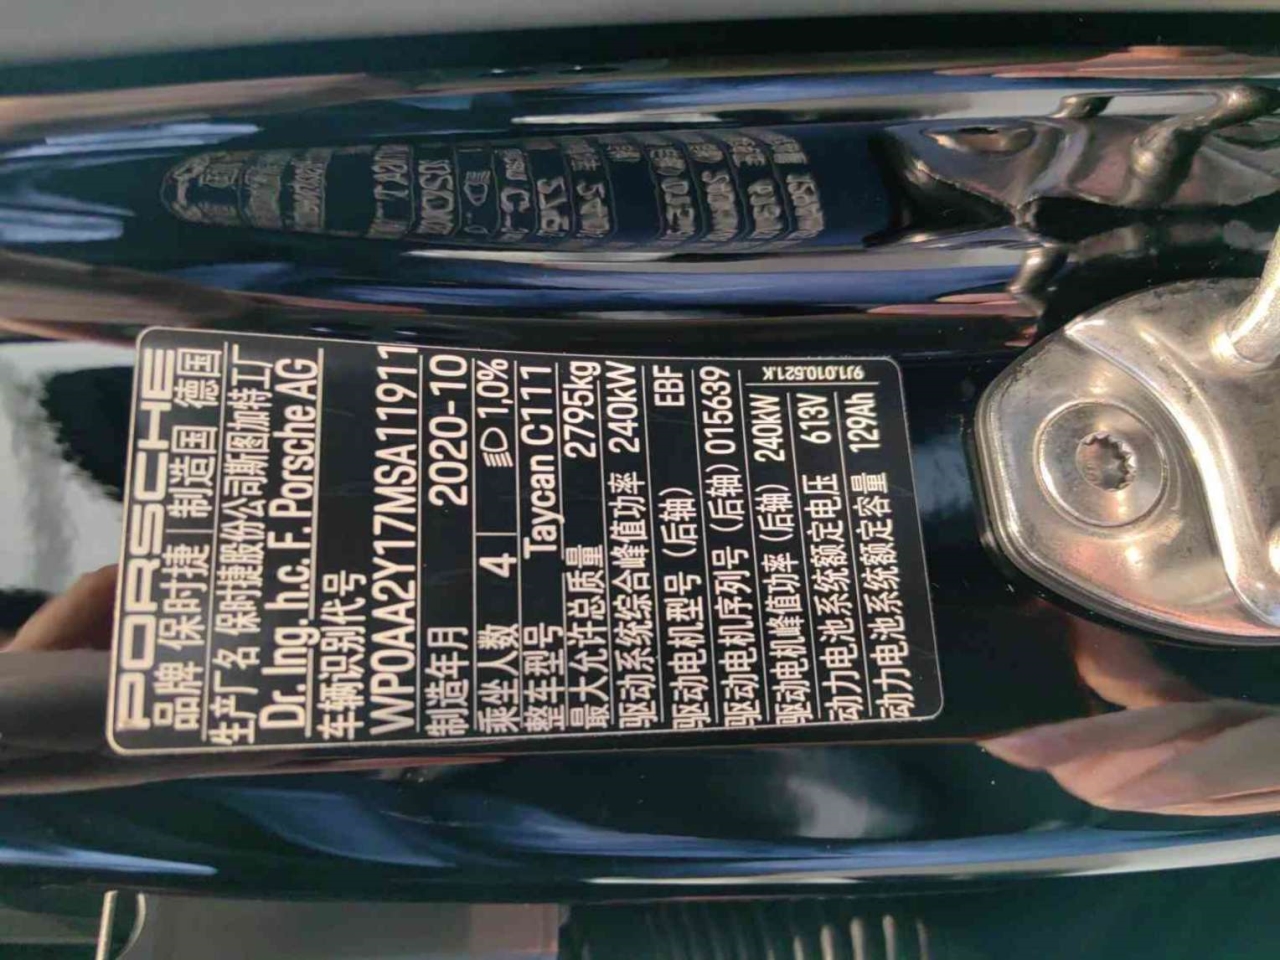 PORSCHE
品牌 保时捷 制造国 德国
生产厂名 保时捷股份公司斯图加特工厂
Dr. Ing. h.c. F. Porsche AG
车辆识别代号
WP0AA2Y17MSA11911
制造年月 2020-10
乘坐人数 4 1,0%
整车型号 Taycan C111
最大允许总质量 2795kg
驱动系统综合峰值功率 240kW
驱动电机型号（后轴） EBF
驱动电机序列号（后轴）015639
驱动电机峰值功率（后轴） 240kW
动力电池系统额定电压 613V
动力电池系统额定容量 129Ah
9J1.010.521.K